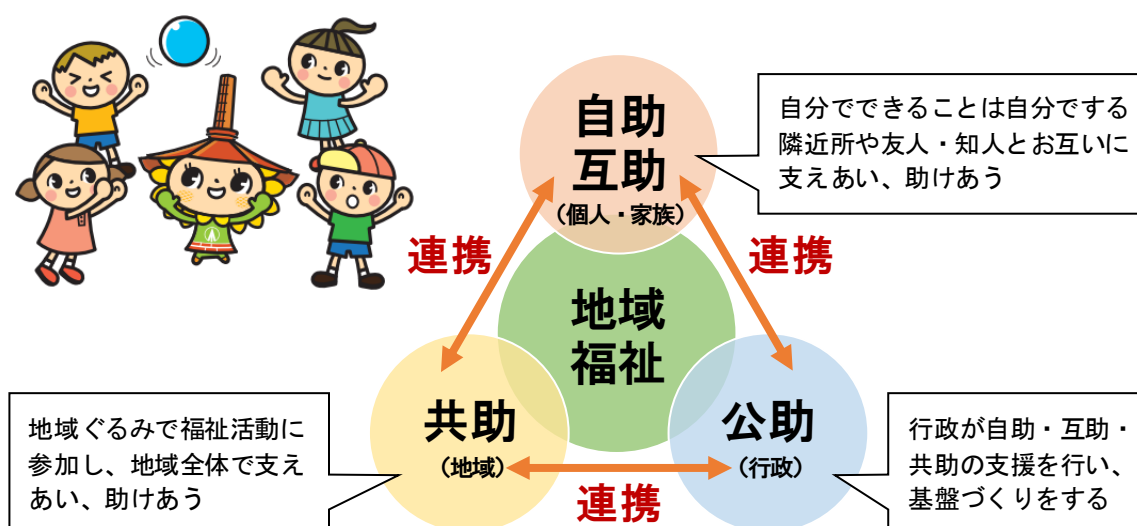 自助
互助
（個人・家族）
自分でできることは自分でする
隣近所や友人・知人とお互いに
支えあい、助けあう
連携
連携
地域
福祉
共助
（地域）
公助
（行政）
地域ぐるみで福祉活動に
参加し、地域全体で支え
あい、助けあう
行政が自助・互助・
共助の支援を行い、
基盤づくりをする
連携